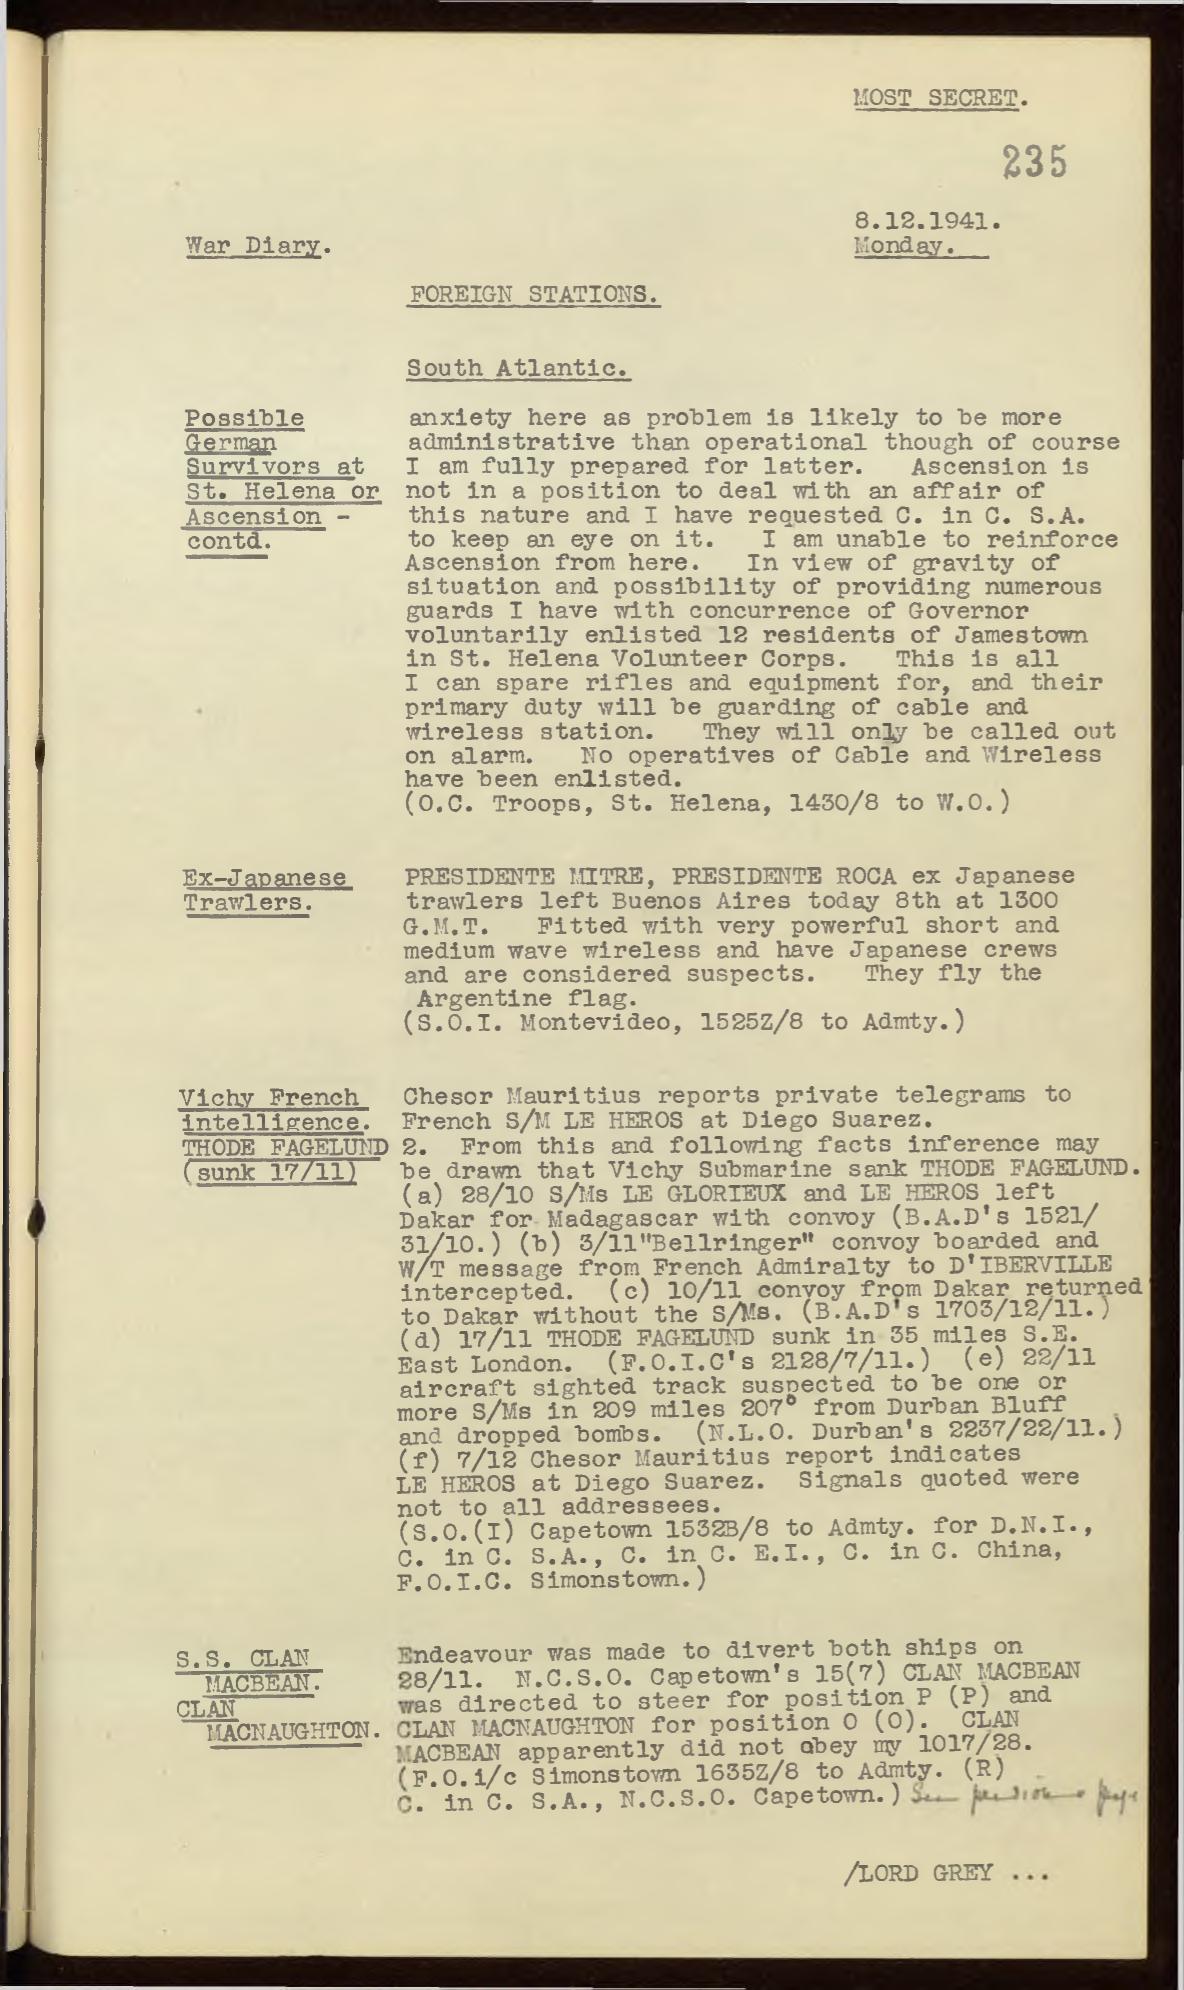 MOST SECRET.
235
8.12.1941.
War Diary.
Monday.
FOREIGN STATIONS.
South Atlantic.
Possible
German
Survivors at
St. Helena or
Ascension -
contd.
anxiety here as problem is likely to be more
administrative than operational though of course
I am fully prepared for latter. Ascension is
not in a position to deal with an affair of
this nature and I have requested C. in C. S.A.
to keep an eye on it. I am unable to reinforce
Ascension from here. In view of gravity of
situation and possibility of providing numerous
guards I have with concurrence of Governor
voluntarily enlisted 12 residents of Jamestown
in St. Helena Volunteer Corps. This is all
I can spare rifles and equipment for, and their
primary duty will be guarding of cable and
wireless station. They will only be called out
on alarm. No operatives of Cable and Wireless
have been enlisted.
(O.C. Troops, St. Helena, 1430/8 to W.O.)
Ex-Japanese
Trawlers.
PRESIDENTE MITRE, PRESIDENTE ROCA ex Japanese
trawlers left Buenos Aires today 8th at 1300
G.M.T. Fitted with very powerful short and
medium wave wireless and have Japanese crews
and are considered suspects. They fly the
Argentine flag.
(S.O.I. Montevideo, 1525Z/8 to Admty.)
Vichy French
intelligence.
THODE FAGELUND
(sunk 17/11)
Chesor Mauritius reports private telegrams to
French S/M LE HEROS at Diego Suarez.
2. From this and following facts inference may
be drawn that Vichy Submarine sank THODE FAGELUND.
(a) 28/10 S/Ms LE GLORIEUX and LE HEROS left
Dakar for Madagascar with convoy (B.A.D's 1521/
31/10.) (b) 3/11"Bellringer" convoy boarded and
W/T message from French Admiralty to D'IBERVILLE
intercepted. (c) 10/11 convoy from Dakar returned
to Dakar without the S/Ms. (B.A.D's 1703/12/11.)
(d) 17/11 THODE FAGELUND sunk in 35 miles S.E.
East London. (F.O.I.C's 2128/7/11.) (e) 22/11
aircraft sighted track suspected to be one or
more S/Ms in 209 miles 207° from Durban Bluff
and dropped bombs. (N.L.O. Durban's 2237/22/11.)
(f) 7/12 Chesor Mauritius report indicates
LE HEROS at Diego Suarez. Signals quoted were
not to all addressees.
(S.O.(I) Capetown 1532B/8 to Admty. for D.N.I.,
C. in C. S.A., C. in C. E.I., C. in C. China,
F.O.I.C. Simonstown.)
S.S. CLAN
MACBEAN.
CLAN
MACNAUGHTON.
Endeavour was made to divert both ships on
28/11. N.C.S.O. Capetown's 15(7) CLAN MACBEAN
was directed to steer for position P (P) and
CLAN MACNAUGHTON for position O (O). CLAN
MACBEAN apparently did not obey my 1017/28.
(F.O.i/c Simonstown 1635Z/8 to Admty. (R)
C. in C. S.A., N.C.S.O. Capetown.) See previous page
/LORD GREY ...